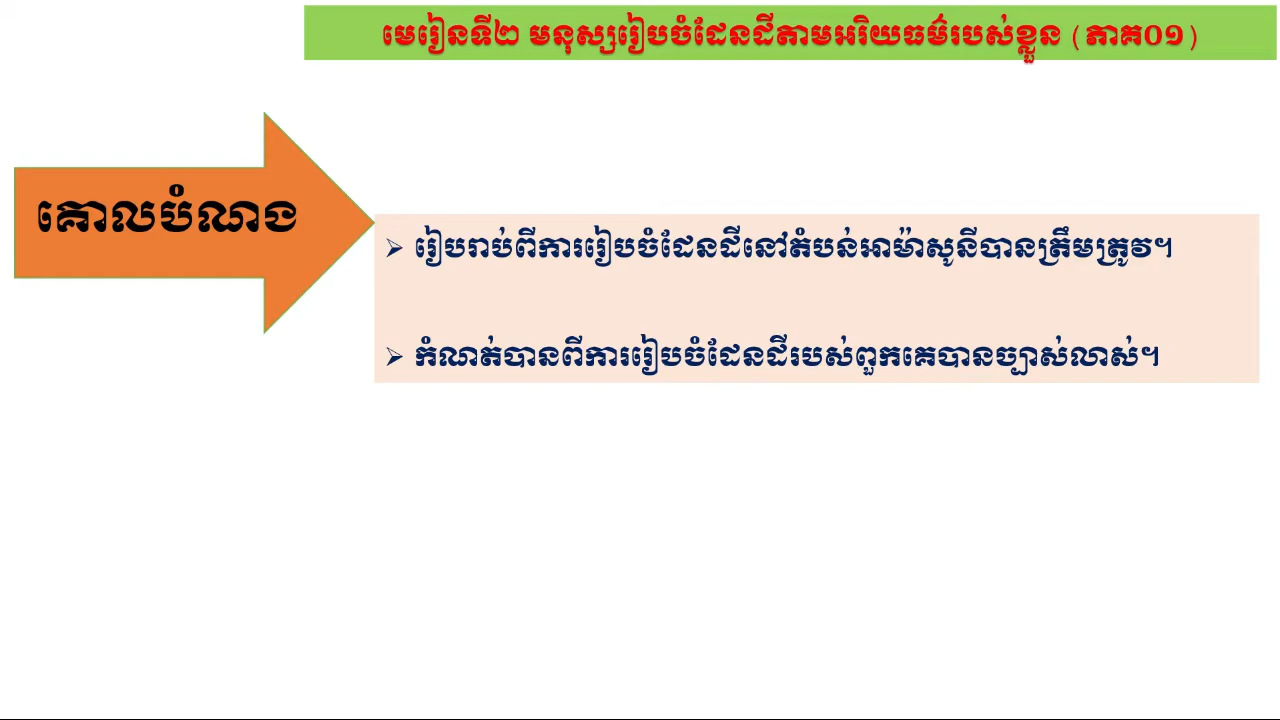 មេរៀនទី២ មនុស្សរៀបចំដែនដីតាមអរិយធម៌របស់ខ្លួន (ភាគ០១)
គោលបំណង
➢ រៀបរាប់ពីការរៀបចំដែនដីនៅតំបន់អាម៉ាសូនីបានត្រឹមត្រូវ។
➢ កំណត់បានពីការរៀបចំដែនដីរបស់ពួកគេបានច្បាស់លាស់។